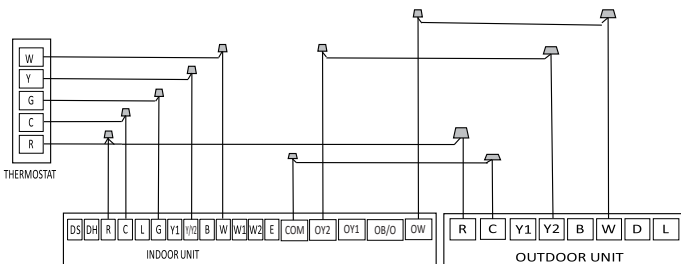 W
Y
G
C
R
THERMOSTAT
DS DH R C L G Y1 Y/Y2 B W W1 W2 E COM OY2 OY1 OB/O OW
INDOOR UNIT
R C Y1 Y2 B W D L
OUTDOOR UNIT